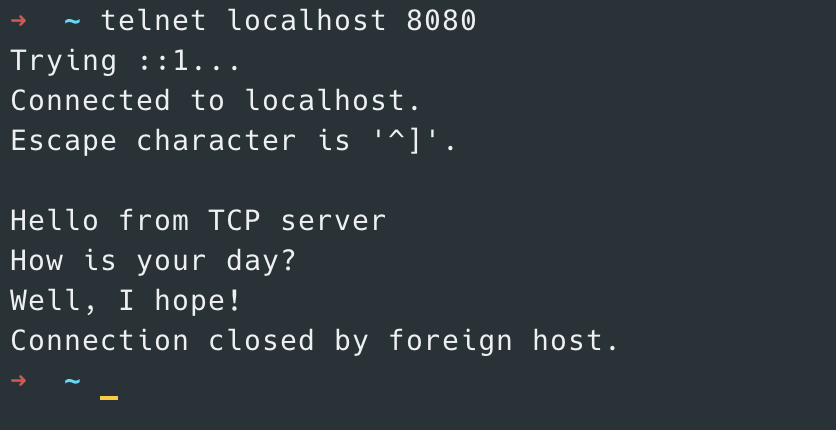 ➜ ~ telnet localhost 8080
Trying ::1...
Connected to localhost.
Escape character is '^]'.
Hello from TCP server
How is your day?
Well, I hope!
Connection closed by foreign host.
➜ ~